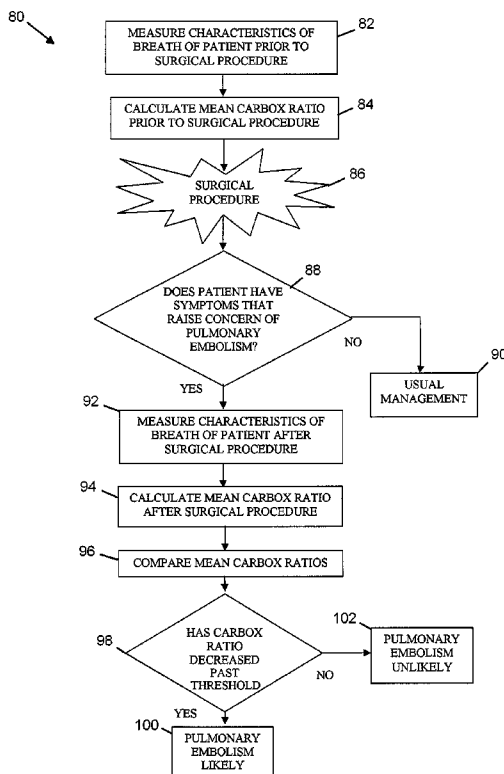 80
MEASURE CHARACTERISTICS OF
BREATH OF PATIENT PRIOR TO
SURGICAL PROCEDURE
82
CALCULATE MEAN CARBOX RATIO
PRIOR TO SURGICAL PROCEDURE
84
SURGICAL
PROCEDURE
86
DOES PATIENT HAVE
SYMPTOMS THAT
RAISE CONCERN OF
PULMONARY
EMBOLISM?
88
NO
90
USUAL
MANAGEMENT
YES
92
MEASURE CHARACTERISTICS OF
BREATH OF PATIENT AFTER
SURGICAL PROCEDURE
94
CALCULATE MEAN CARBOX RATIO
AFTER SURGICAL PROCEDURE
96
COMPARE MEAN CARBOX RATIOS
98
HAS CARBOX
RATIO
DECREASED
PAST
THRESHOLD
NO
102
PULMONARY
EMBOLISM
UNLIKELY
YES
100
PULMONARY
EMBOLISM
LIKELY